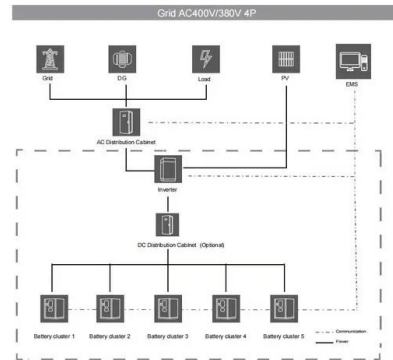 Grid AC400V/380V 4P
Grid
DG
Load
PV
EMS
AC Distribution Cabinet
Inverter
DC Distribution Cabinet (Optional)
Battery cluster 1
Battery cluster 2
Battery cluster 3
Battery cluster 4
Battery cluster 5
Communication
Power